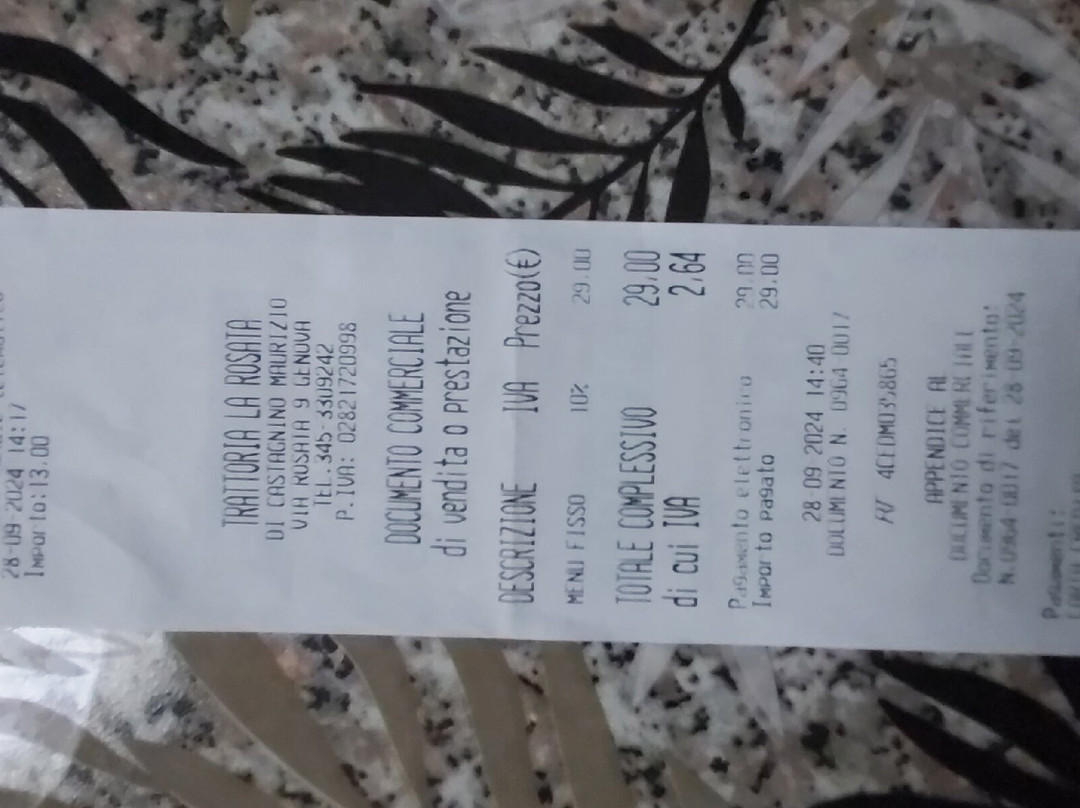 28-09-2024 14:17
Importo:13.00
TRATTORIA LA ROSATA
DI CASTAGNINO MAURIZIO
VIA ROSATA 9 GENOVA
TEL.345-3309242
P.IVA: 02821720998
DOCUMENTO COMMERCIALE
di vendita o prestazione
DESCRIZIONE IVA Prezzo(€)
MENU FISSO 10% 29.00
TOTALE COMPLESSIVO 29,00
di cui IVA 2,64
Pagamento elettronico 29.00
Importo pagato 29.00
28-09-2024 14:40
DOCUMENTO N. 0964-0017
RT 4CEDM035865
APPENDICE AL
DOCUMENTO COMMERCIALE
Documento di riferimento:
N.0964-0017 del 28-09-2024
Pagamenti: